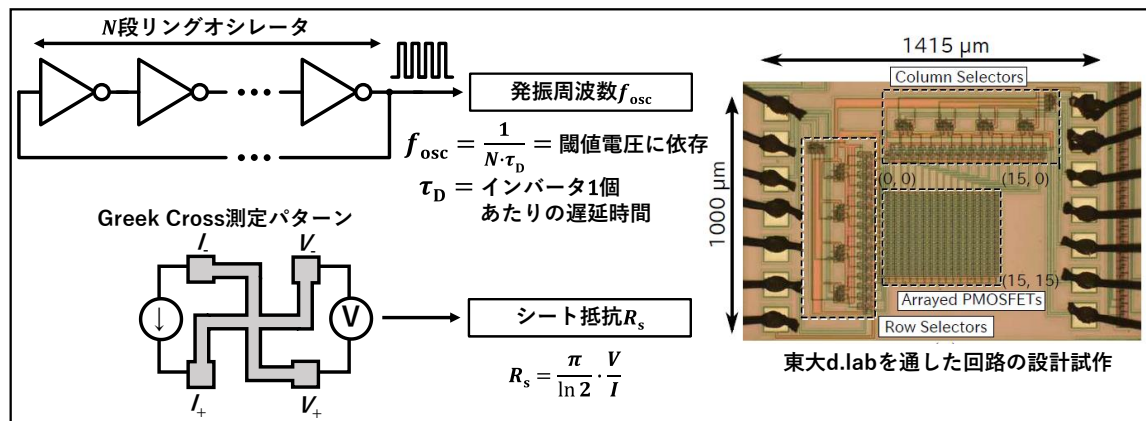 N段リングオシレータ
発振周波数f_osc
f_osc = 1/(N·τ_D) = 閾値電圧に依存
τ_D = インバータ1個
あたりの遅延時間
Greek Cross測定パターン
I-
V-
↓
V
I+
V+
シート抵抗R_s
R_s = π/ln 2 · V/I
1415 μm
Column Selectors
1000 μm
(0, 0)
(15, 0)
(15, 15)
Arrayed PMOSFETs
Row Selectors
東大d.labを通した回路の設計試作